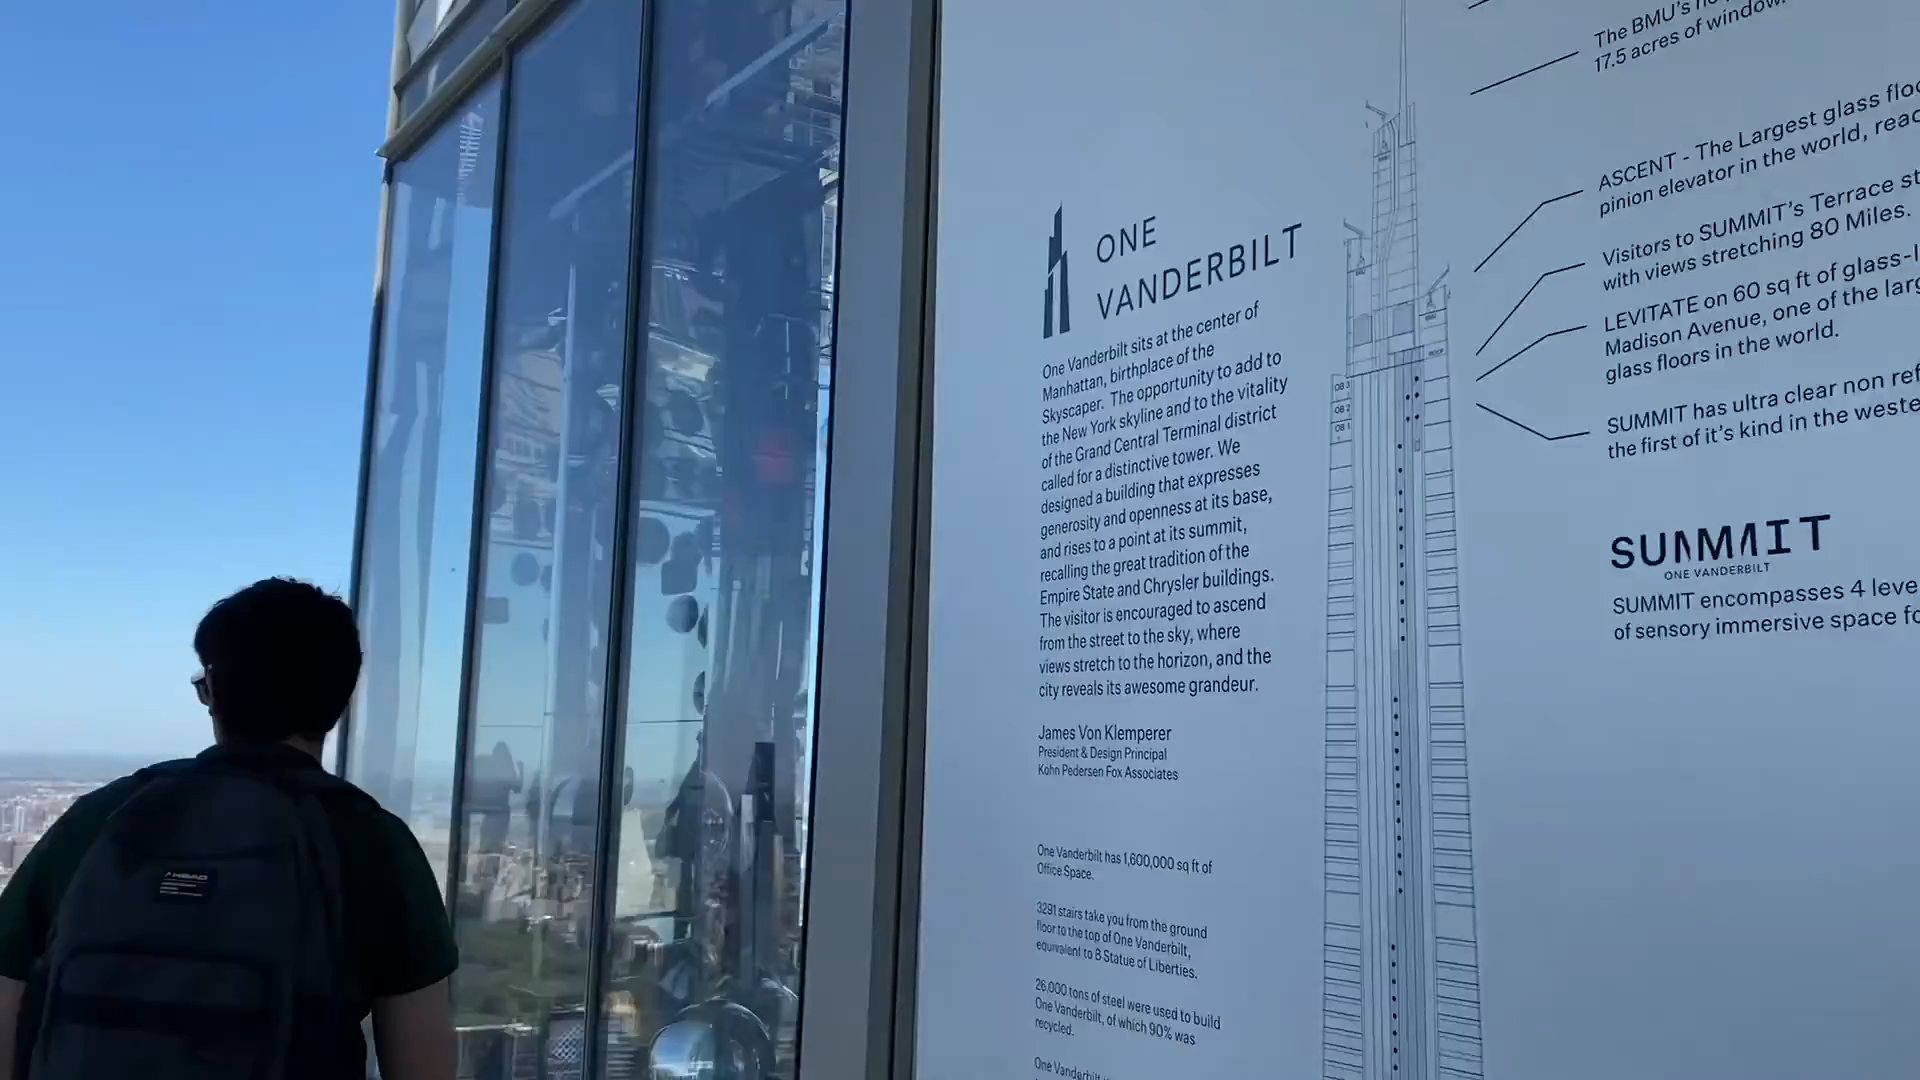 ONE
VANDERBILT
One Vanderbilt sits at the center of
Manhattan, birthplace of the
Skyscaper. The opportunity to add to
the New York skyline and to the vitality
of the Grand Central Terminal district
called for a distinctive tower. We
designed a building that expresses
generosity and openness at its base,
and rises to a point at its summit,
recalling the great tradition of the
Empire State and Chrysler buildings.
The visitor is encouraged to ascend
from the street to the sky, where
views stretch to the horizon, and the
city reveals its awesome grandeur.
James Von Klemperer
President & Design Principal
Kohn Pedersen Fox Associates
One Vanderbilt has 1,600,000 sq ft of
Office Space.
3291 stairs take you from the ground
floor to the top of One Vanderbilt,
equivalent to 8 Statue of Liberties.
26,000 tons of steel were used to build
One Vanderbilt, of which 90% was
recycled.
One Vanderbilt
ROOF
OB 3
OB 2
OB 1
The BMU's
17.5 acres of window.
ASCENT - The Largest glass floo
pinion elevator in the world, reac
Visitors to SUMMIT's Terrace st
with views stretching 80 Miles.
LEVITATE on 60 sq ft of glass-l
Madison Avenue, one of the larg
glass floors in the world.
SUMMIT has ultra clear non ref
the first of it's kind in the weste
SUMMIT
ONE VANDERBILT
SUMMIT encompasses 4 leve
of sensory immersive space fo
HEAD